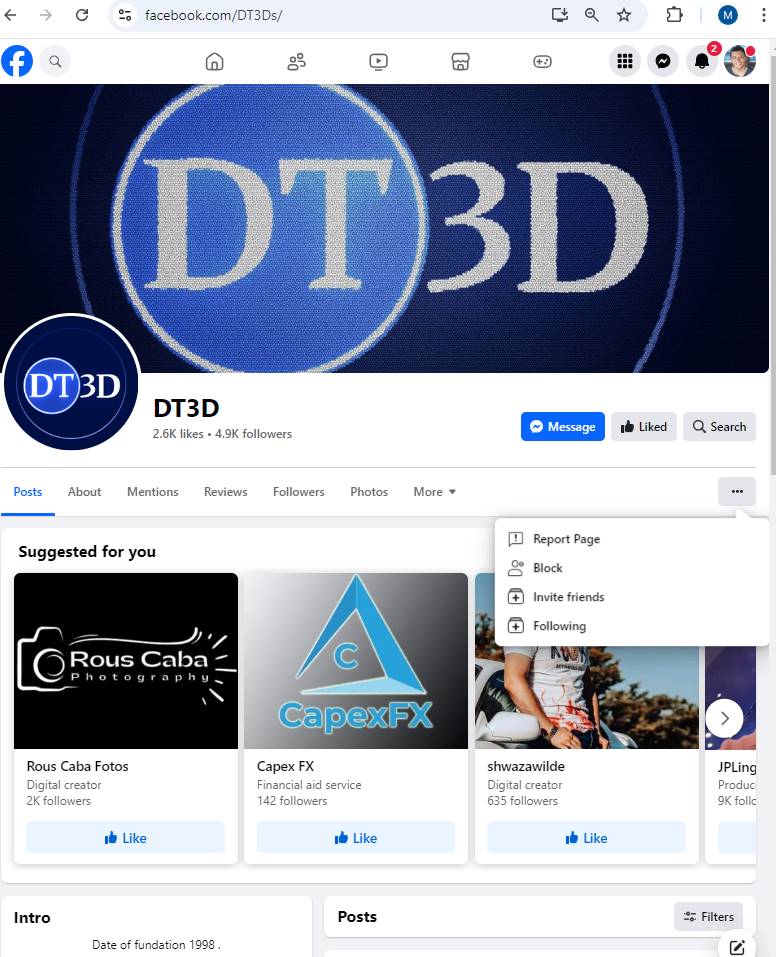 facebook.com/DT3Ds/
M
2
DT3D
DT3D
DT3D
2.6K likes • 4.9K followers
Message
Liked
Search
Posts
About
Mentions
Reviews
Followers
Photos
More
Report Page
Block
Invite friends
Following
Suggested for you
Rous Caba
Photography
C
CapexFX
Rous Caba Fotos
Digital creator
2K followers
Like
Capex FX
Financial aid service
142 followers
Like
shwazawilde
Digital creator
635 followers
Like
JPLing
Produc
9K follo
Intro
Date of fundation 1998 .
Posts
Filters